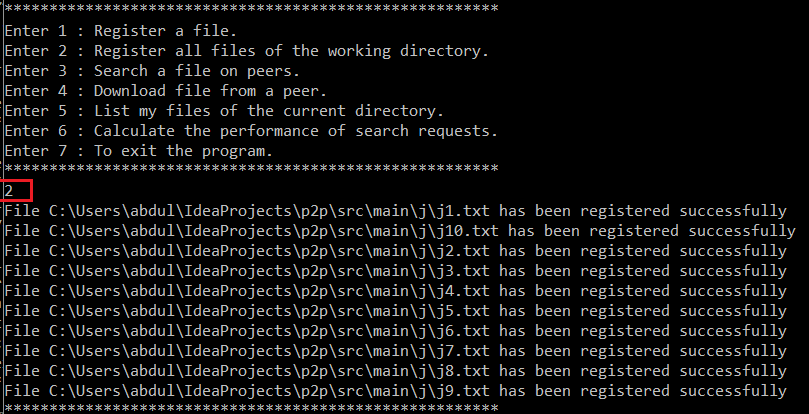 *******************************************************
Enter 1 : Register a file.
Enter 2 : Register all files of the working directory.
Enter 3 : Search a file on peers.
Enter 4 : Download file from a peer.
Enter 5 : List my files of the current directory.
Enter 6 : Calculate the performance of search requests.
Enter 7 : To exit the program.
*******************************************************
2
File C:\Users\abdul\IdeaProjects\p2p\src\main\j\j1.txt has been registered successfully
File C:\Users\abdul\IdeaProjects\p2p\src\main\j\j10.txt has been registered successfully
File C:\Users\abdul\IdeaProjects\p2p\src\main\j\j2.txt has been registered successfully
File C:\Users\abdul\IdeaProjects\p2p\src\main\j\j3.txt has been registered successfully
File C:\Users\abdul\IdeaProjects\p2p\src\main\j\j4.txt has been registered successfully
File C:\Users\abdul\IdeaProjects\p2p\src\main\j\j5.txt has been registered successfully
File C:\Users\abdul\IdeaProjects\p2p\src\main\j\j6.txt has been registered successfully
File C:\Users\abdul\IdeaProjects\p2p\src\main\j\j7.txt has been registered successfully
File C:\Users\abdul\IdeaProjects\p2p\src\main\j\j8.txt has been registered successfully
File C:\Users\abdul\IdeaProjects\p2p\src\main\j\j9.txt has been registered successfully
*******************************************************